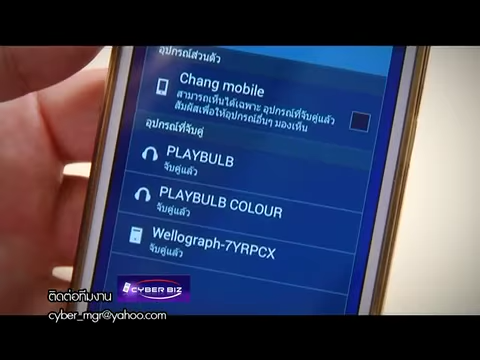 อุปกรณ์ส่วนตัว
Chang mobile
สามารถเห็นได้เฉพาะ อุปกรณ์ที่จับคู่แล้ว
สัมผัสเพื่อให้อุปกรณ์อื่นๆ มองเห็น
อุปกรณ์ที่จับคู่
PLAYBULB
จับคู่แล้ว
PLAYBULB COLOUR
จับคู่แล้ว
Wellograph-7YRPCX
จับคู่แล้ว
CYBER BIZ
ติดต่อทีมงาน
cyber_mgr@yahoo.com